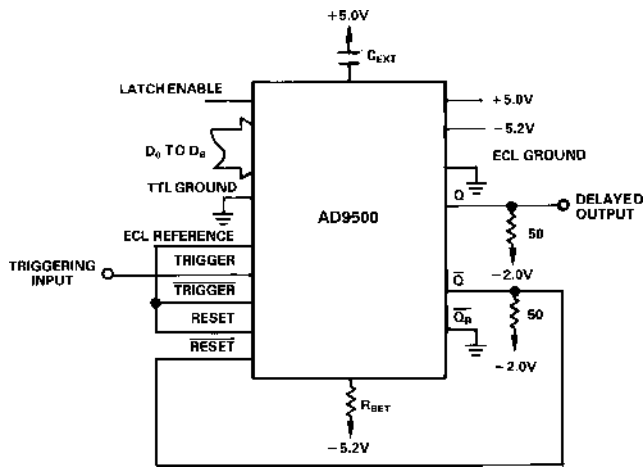 +5.0V
CEXT
LATCH ENABLE
+5.0V
-5.2V
D0 TO D8
ECL GROUND
TTL GROUND
Q
DELAYED
OUTPUT
AD9500
50
ECL REFERENCE
TRIGGER
TRIGGERING
INPUT
-2.0V
TRIGGER
Q
RESET
QR
50
RESET
-2.0V
RSET
-5.2V